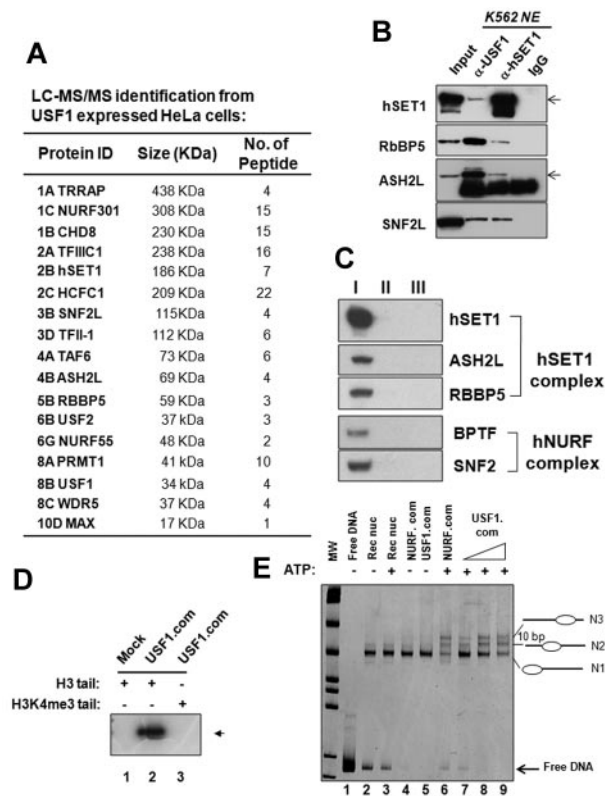 A
LC-MS/MS identification from
USF1 expressed HeLa cells:
Protein ID Size (KDa) No. of Peptide
1A TRRAP 438 KDa 4
1C NURF301 308 KDa 15
1B CHD8 230 KDa 15
2A TFIIIC1 238 KDa 16
2B hSET1 186 KDa 7
2C HCFC1 209 KDa 22
3B SNF2L 115KDa 4
3D TFII-1 112 KDa 6
4A TAF6 73 KDa 6
4B ASH2L 69 KDa 4
5B RBBP5 59 KDa 3
6B USF2 37 kDa 3
6G NURF55 48 KDa 2
8A PRMT1 41 kDa 10
8B USF1 34 kDa 4
8C WDR5 37 KDa 4
10D MAX 17 KDa 1
B
K562 NE
Input α-USF1 α-hSET1 IgG
hSET1
RbBP5
ASH2L
SNF2L
C
I II III
hSET1
ASH2L
RBBP5
hSET1 complex
BPTF
SNF2
hNURF complex
D
Mock USF1.com USF1.com
H3 tail: + + -
H3K4me3 tail: - - +
1 2 3
E
MW Free DNA Rec nuc Rec nuc NURF. com USF1.com NURF. com USF1. com
ATP: - - + - - + + + +
N3
10 bp
N2
N1
Free DNA
1 2 3 4 5 6 7 8 9